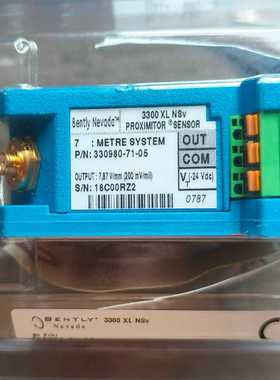 Bently Nevada™
3300 XL NSv
PROXIMITOR ® SENSOR
7 : METRE SYSTEM
P/N: 330980-71-05
OUTPUT : 7,87 V/mm (200 mV/mil)
S/N: 16C00RZ2
OUT
COM
VT(-24 Vdc)
0787
BENTLY
Nevada
3300 XL NSv